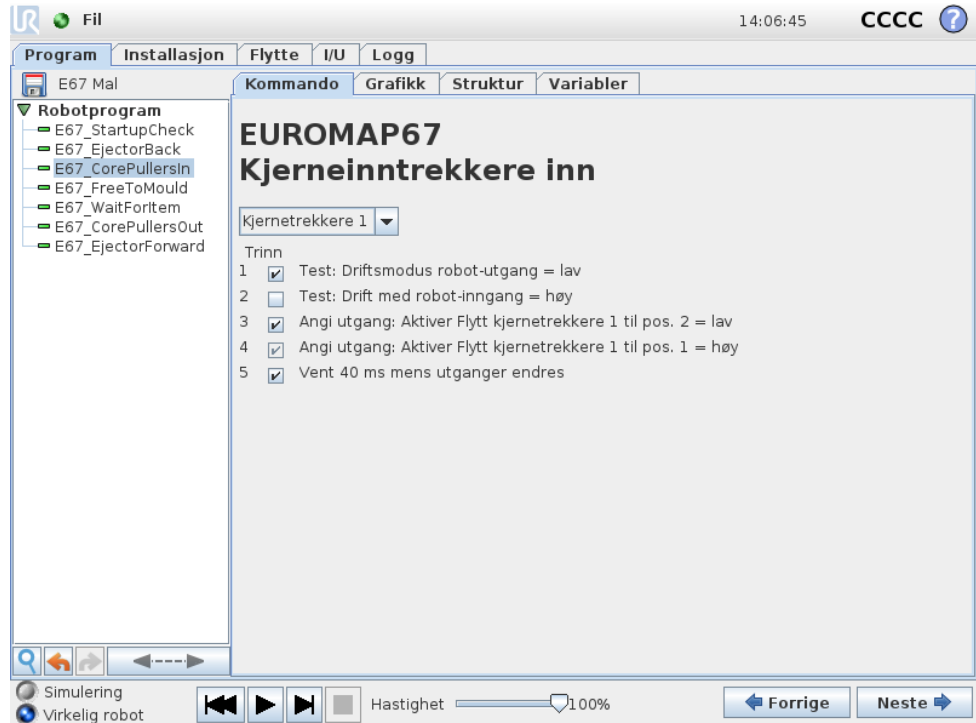 UR Fil 14:06:45 CCCC ?
Program Installasjon Flytte I/U Logg
E67 Mal
Kommando Grafikk Struktur Variabler
Robotprogram
E67_StartupCheck
E67_EjectorBack
E67_CorePullersIn
E67_FreeToMould
E67_WaitForItem
E67_CorePullersOut
E67_EjectorForward
EUROMAP67
Kjerneinntrekkere inn
Kjernetrekkere 1
Trinn
1 Test: Driftsmodus robot-utgang = lav
2 Test: Drift med robot-inngang = høy
3 Angi utgang: Aktiver Flytt kjernetrekkere 1 til pos. 2 = lav
4 Angi utgang: Aktiver Flytt kjernetrekkere 1 til pos. 1 = høy
5 Vent 40 ms mens utganger endres
Simulering
Virkelig robot
Hastighet 100%
Forrige Neste